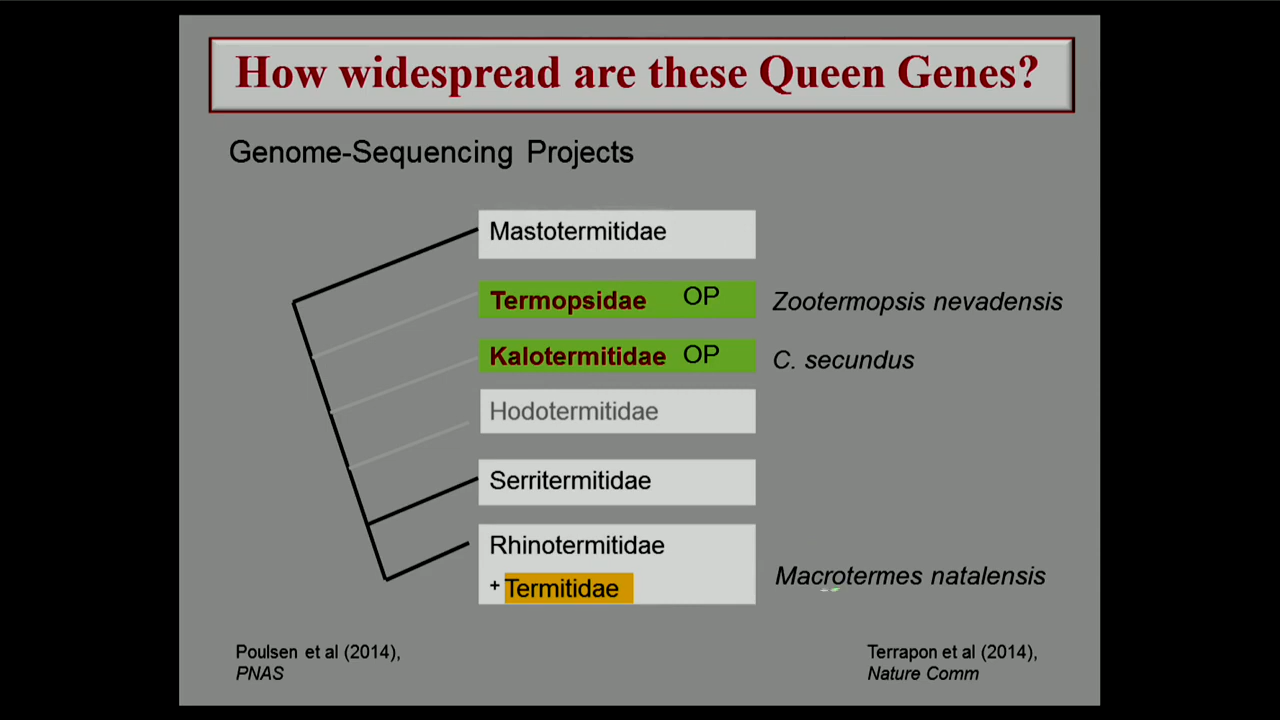 How widespread are these Queen Genes?
Genome-Sequencing Projects
Mastotermitidae
Termopsidae OP Zootermopsis nevadensis
Kalotermitidae OP C. secundus
Hodotermitidae
Serritermitidae
Rhinotermitidae
+ Termitidae Macrotermes natalensis
Poulsen et al (2014),
PNAS
Terrapon et al (2014),
Nature Comm